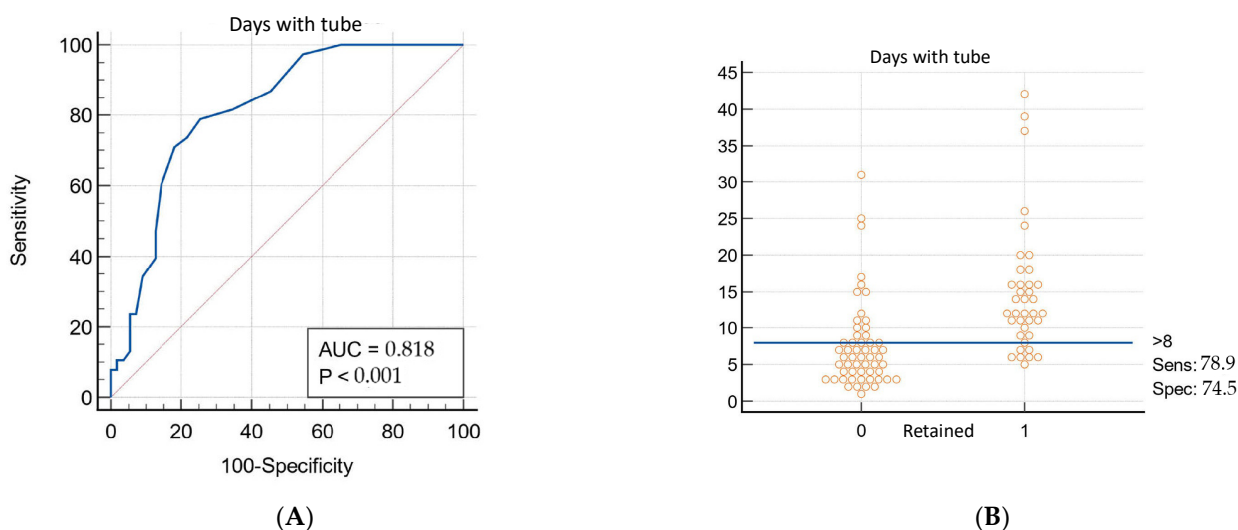 Days with tube
100
80
60
40
20
0
Sensitivity
AUC = 0.818
P < 0.001
0 20 40 60 80 100
100-Specificity
(A)
Days with tube
45
40
35
30
25
20
15
10
5
0
>8
Sens: 78.9
Spec: 74.5
0 Retained 1
(B)